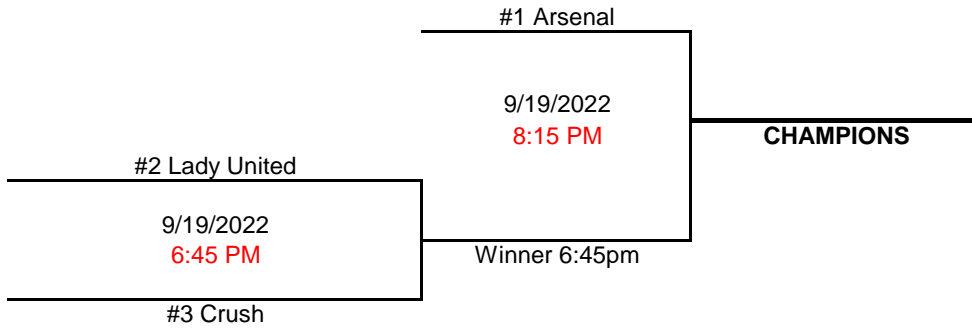 #1 Arsenal
9/19/2022
8:15 PM
CHAMPIONS
#2 Lady United
9/19/2022
6:45 PM
Winner 6:45pm
#3 Crush